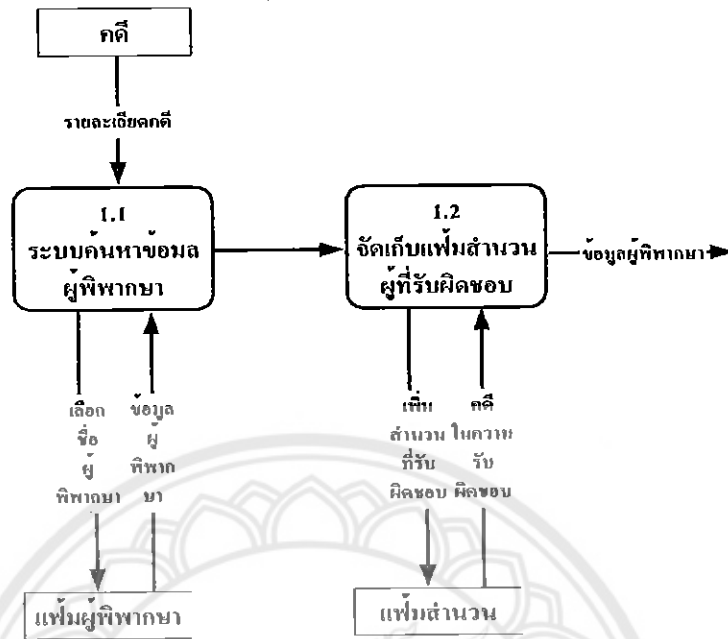 คดี
รายละเอียดคดี
1.1
ระบบค้นหาข้อมูล
ผู้พิพากษา
1.2
จัดเก็บแฟ้มสำนวน
ผู้ที่รับผิดชอบ
ข้อมูลผู้พิพากษา
เลือก
ชื่อ
ผู้
พิพากษา
ข้อมูล
ผู้
พิพาก
ษา
เพิ่ม
สำนวน
ที่รับ
ผิดชอบ
คดี
ในความ
รับ
ผิดชอบ
แฟ้มผู้พิพากษา
แฟ้มสำนวน